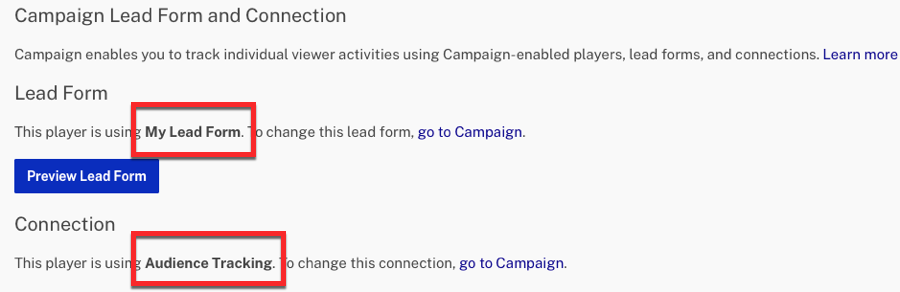 Campaign Lead Form and Connection
Campaign enables you to track individual viewer activities using Campaign-enabled players, lead forms, and connections. Learn more
Lead Form
This player is using My Lead Form. To change this lead form, go to Campaign.
Preview Lead Form
Connection
This player is using Audience Tracking. To change this connection, go to Campaign.